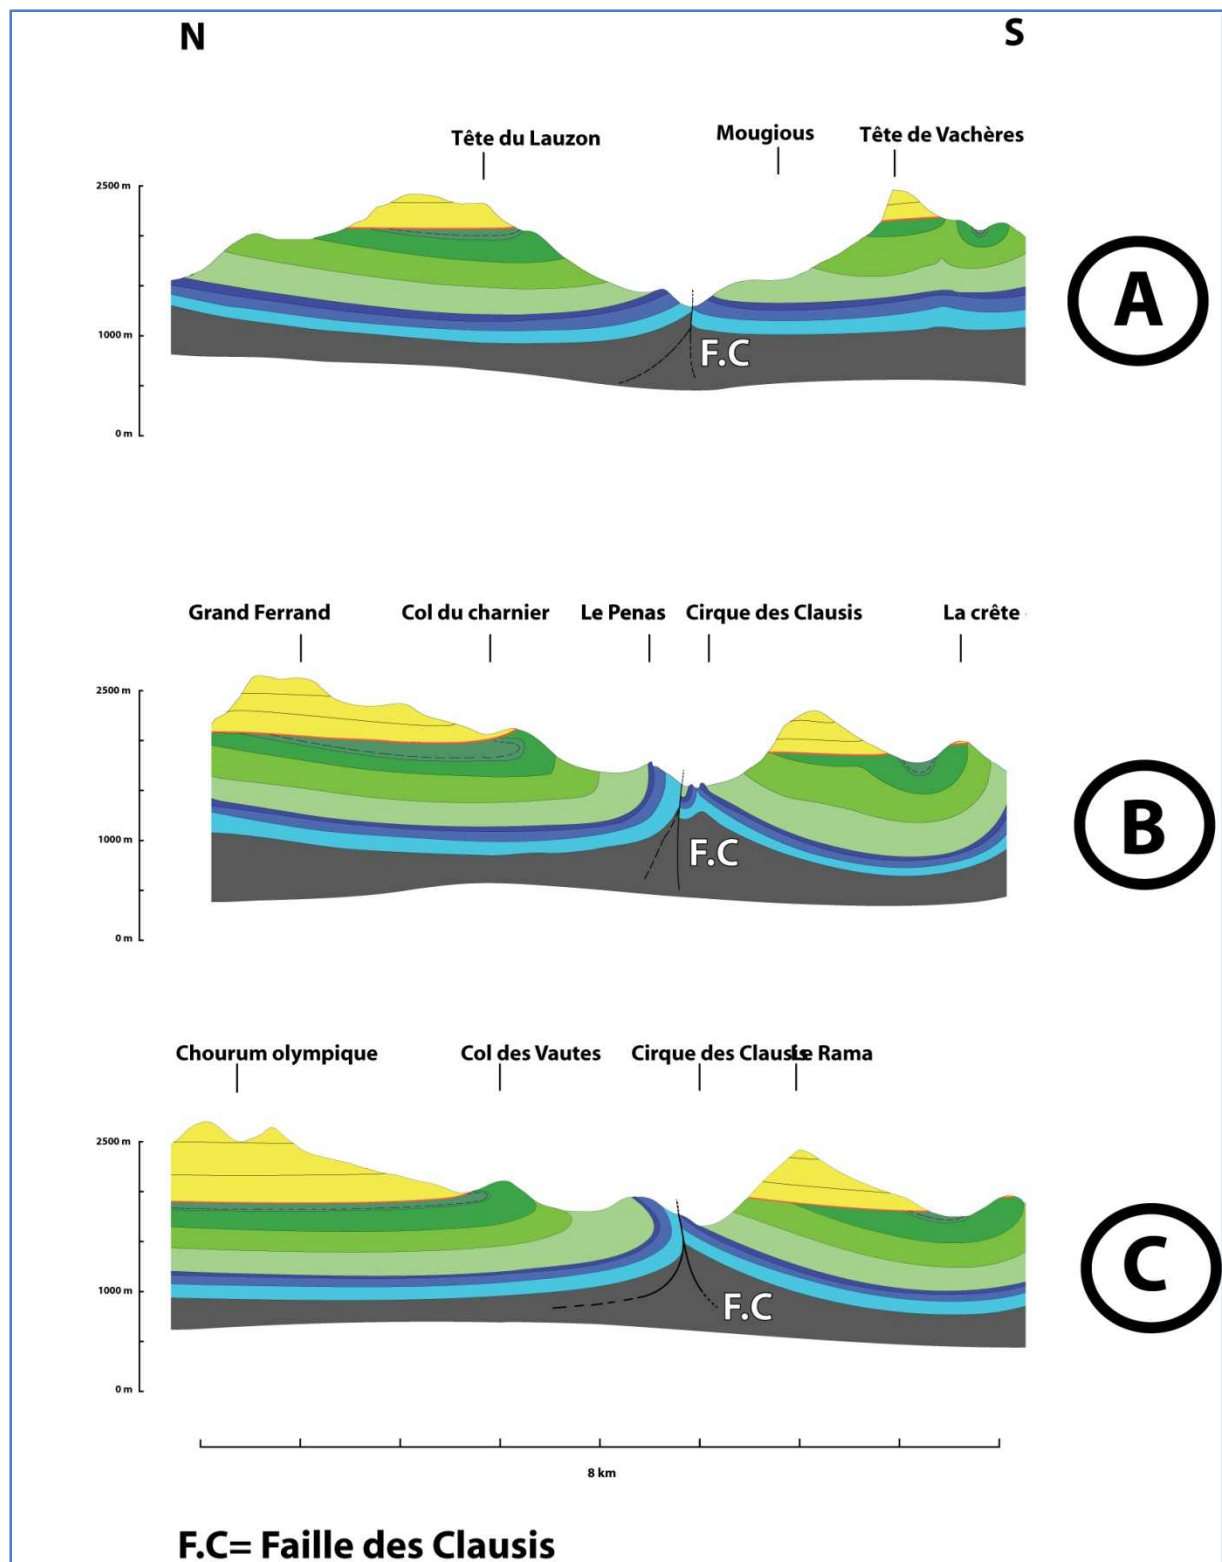 N S
Tête du Lauzon Mougious Tête de Vachères
2500 m
1000 m
0 m
F.C
A
Grand Ferrand Col du charnier Le Penas Cirque des Clausis La crête
2500 m
1000 m
0 m
F.C
B
Chourum olympique Col des Vautes Cirque des Clausis Le Rama
2500 m
1000 m
0 m
F.C
C
8 km
F.C= Faille des Clausis